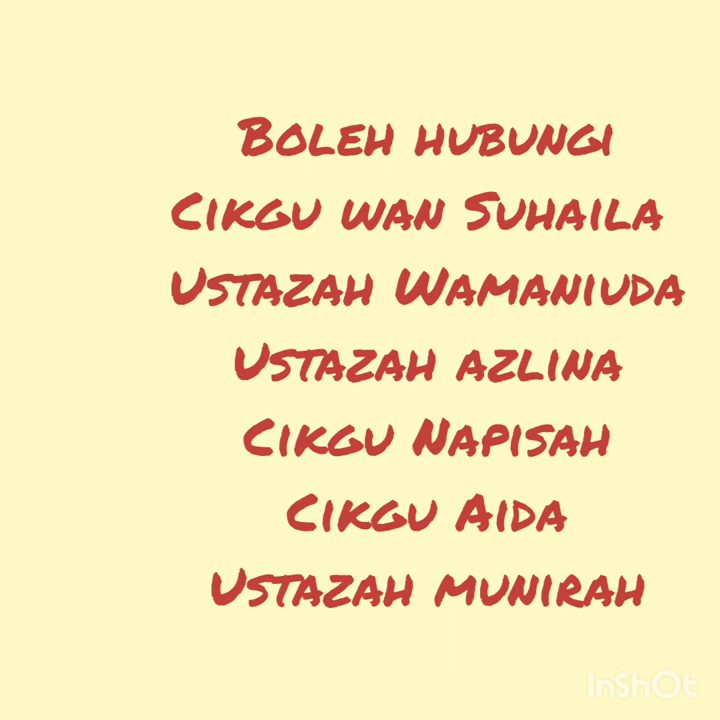 Boleh hubungi
Cikgu wan Suhaila
Ustazah Wamaniuda
Ustazah azlina
Cikgu Napisah
Cikgu Aida
Ustazah munirah
InShOt